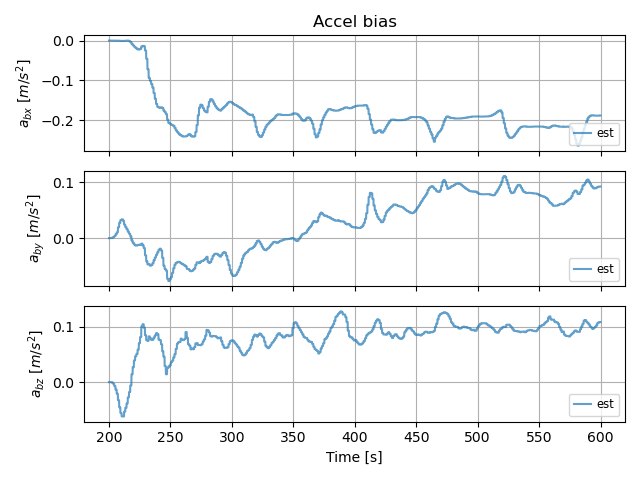 Accel bias
0.0
−0.1
−0.2
a_bx [m/s²]
est
0.1
0.0
a_by [m/s²]
est
0.1
0.0
a_bz [m/s²]
est
200 250 300 350 400 450 500 550 600
Time [s]